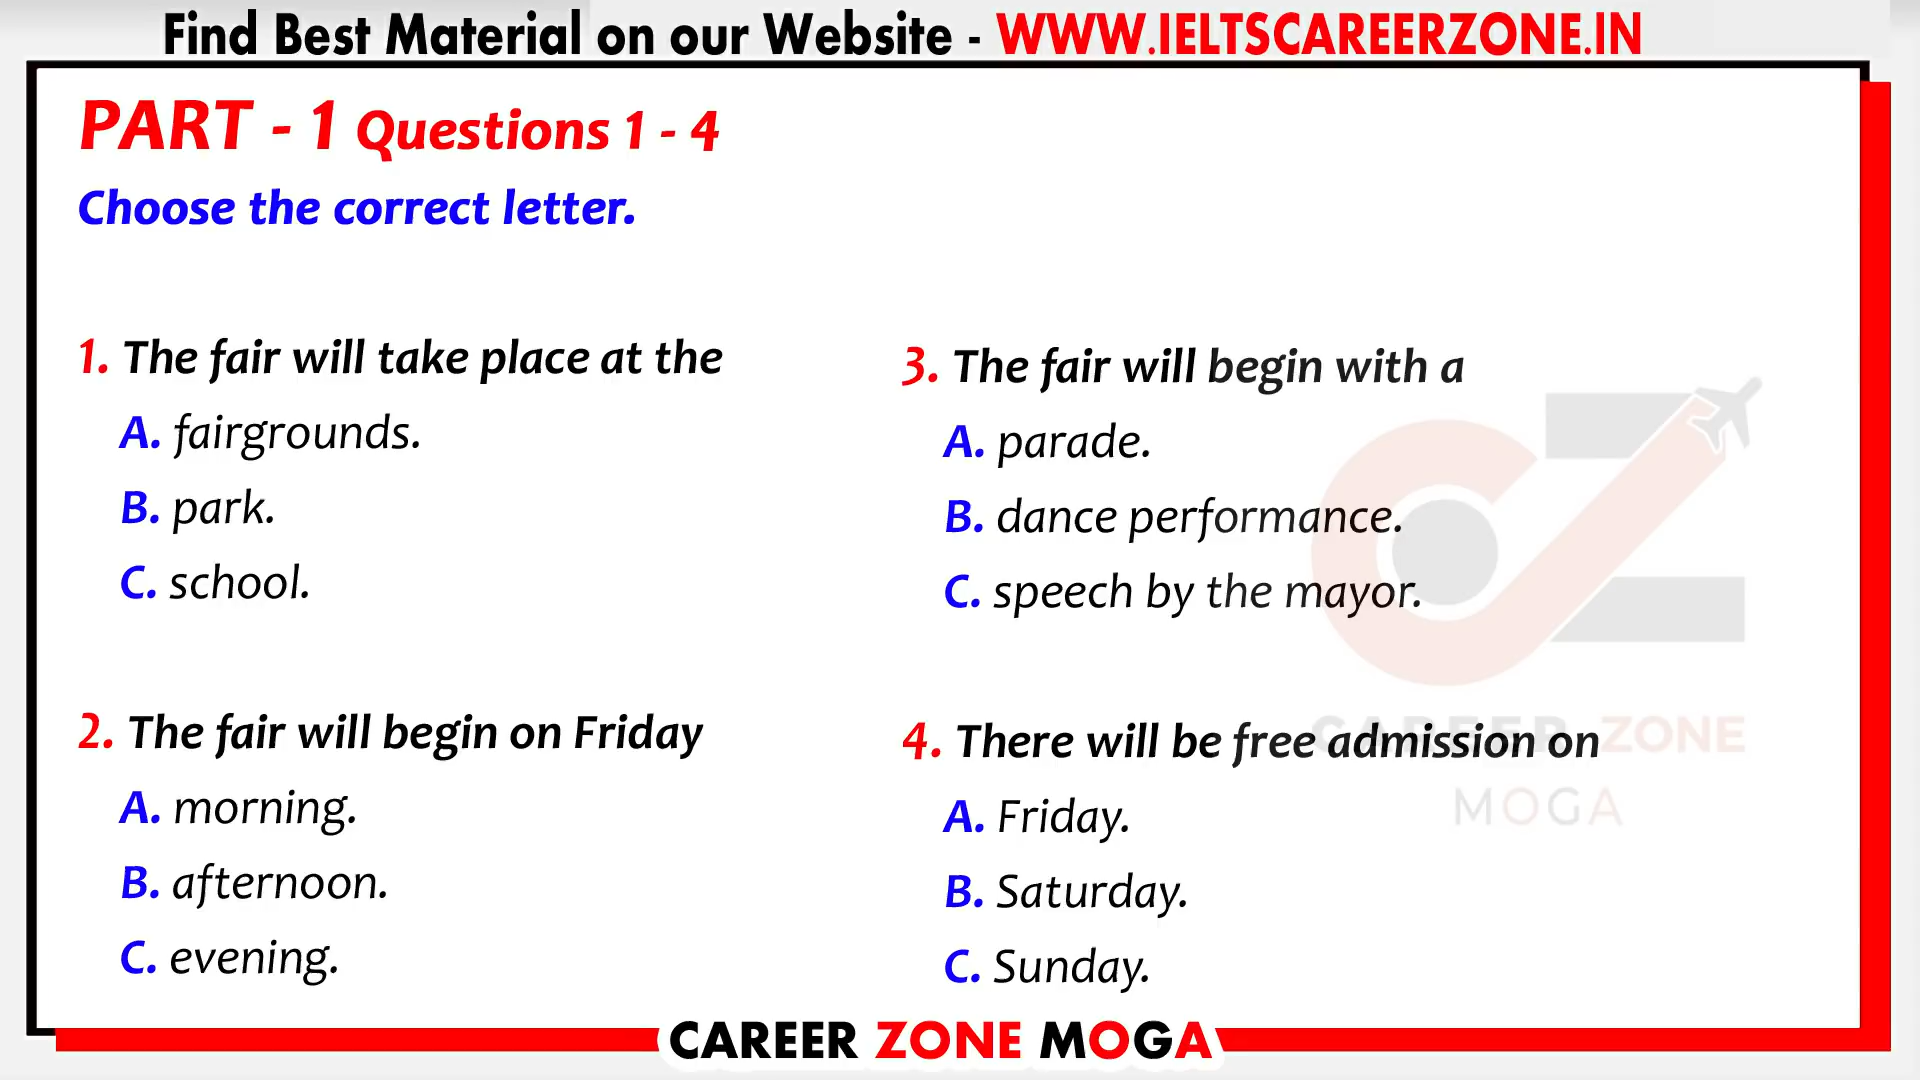 Find Best Material on our Website - WWW.IELTSCAREERZONE.IN
PART - 1 Questions 1 - 4
Choose the correct letter.
1. The fair will take place at the
A. fairgrounds.
B. park.
C. school.
2. The fair will begin on Friday
A. morning.
B. afternoon.
C. evening.
3. The fair will begin with a
A. parade.
B. dance performance.
C. speech by the mayor.
4. There will be free admission on
A. Friday.
B. Saturday.
C. Sunday.
CZ
CAREER ZONE
MOGA
CAREER ZONE MOGA